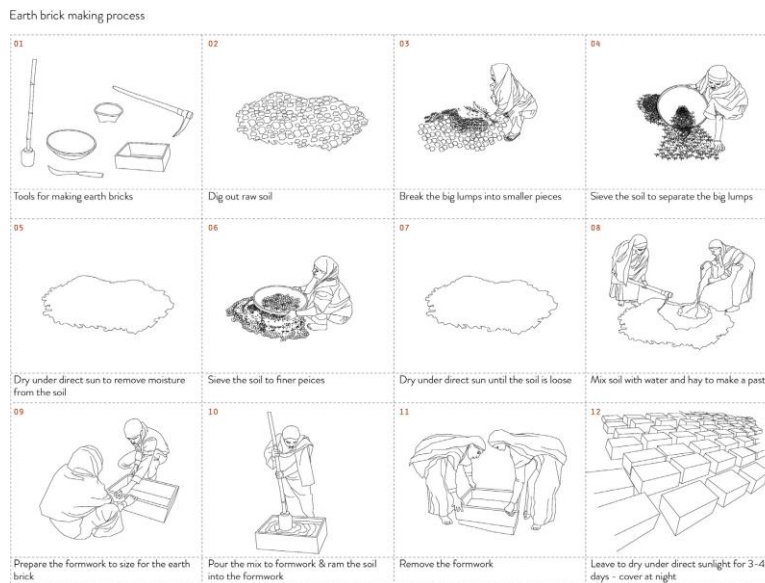 Earth brick making process
01
Tools for making earth bricks
02
Dig out raw soil
03
Break the big lumps into smaller pieces
04
Sieve the soil to separate the big lumps
05
Dry under direct sun to remove moisture
from the soil
06
Sieve the soil to finer peices
07
Dry under direct sun until the soil is loose
08
Mix soil with water and hay to make a past
09
Prepare the formwork to size for the earth
brick
10
Pour the mix to formwork & ram the soil
into the formwork
11
Remove the formwork
12
Leave to dry under direct sunlight for 3-4
days - cover at night